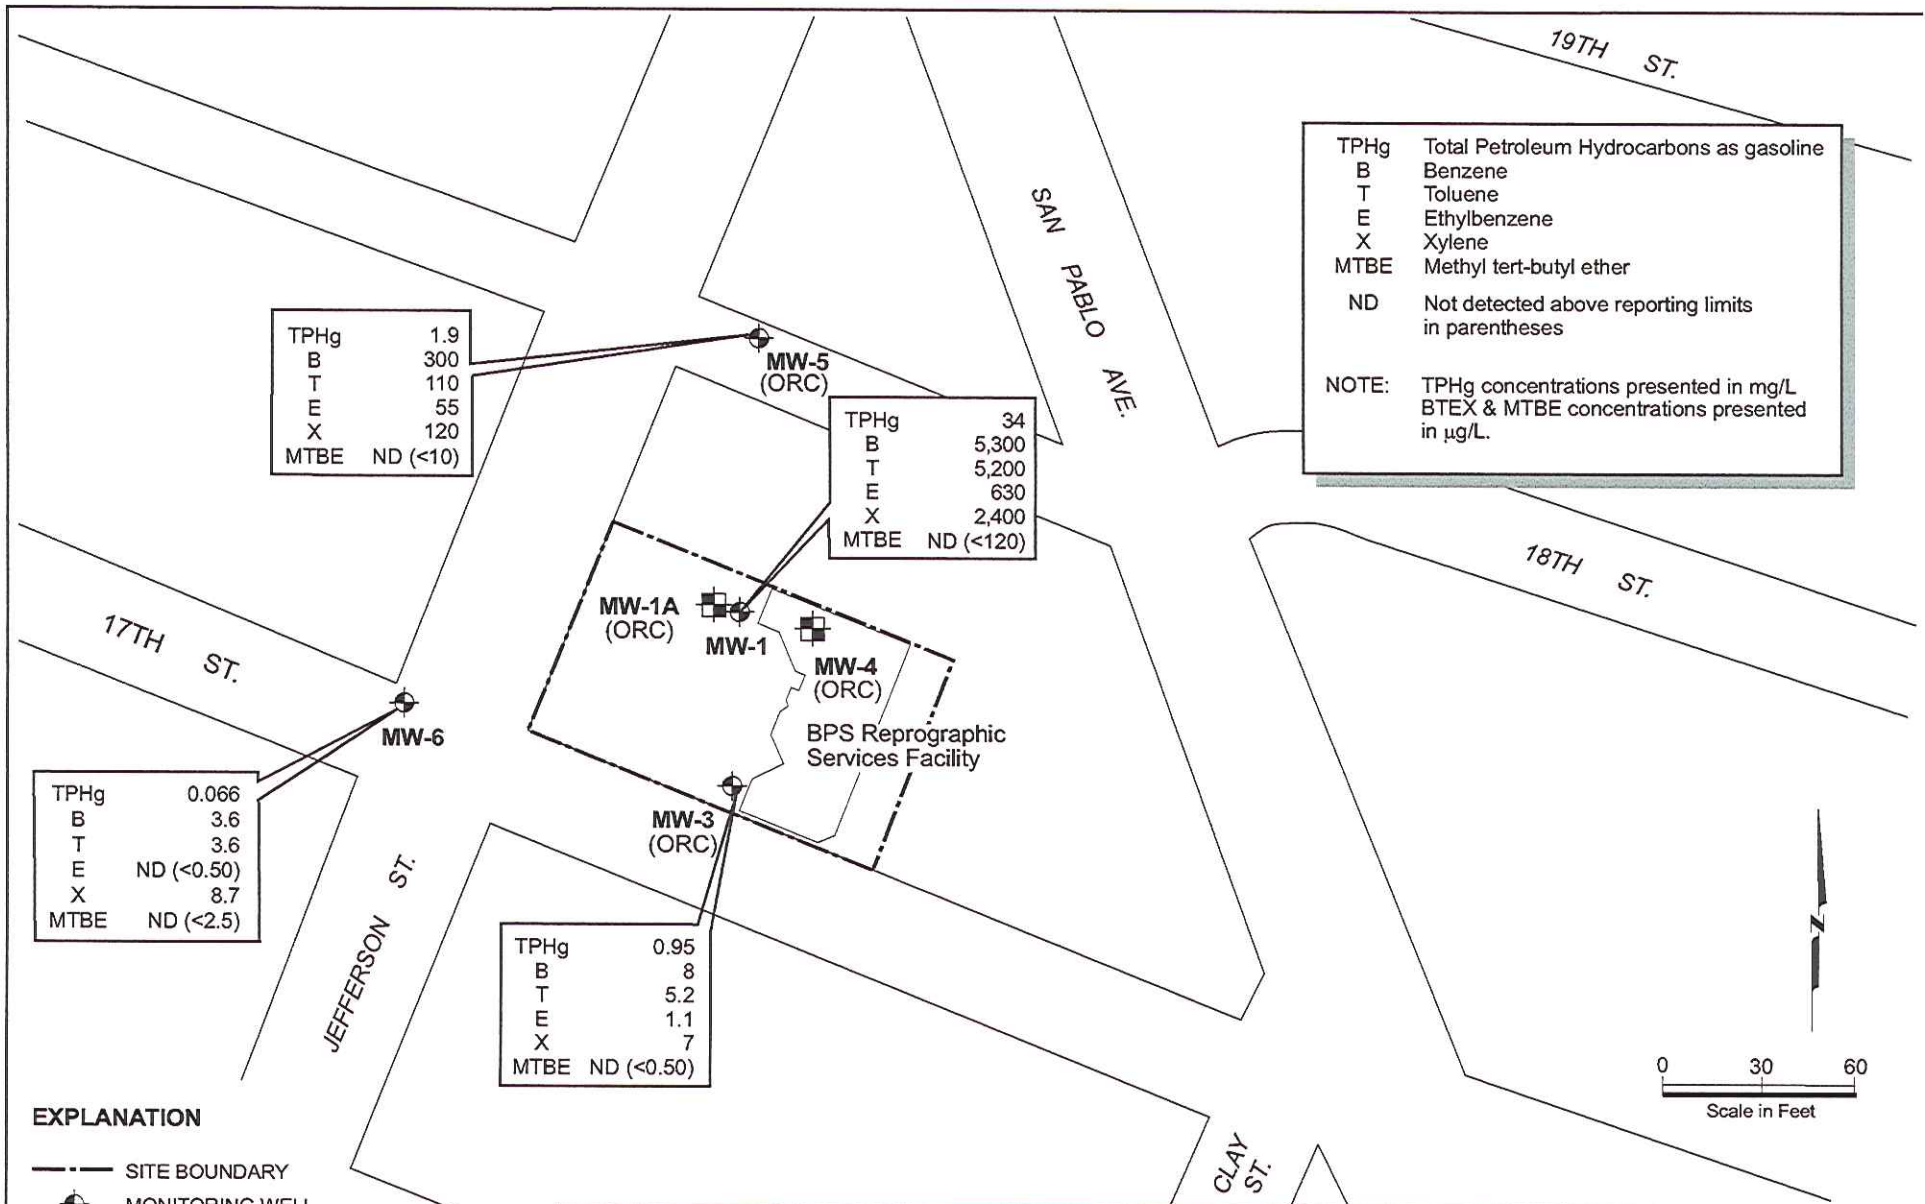 19TH ST.
TPHg Total Petroleum Hydrocarbons as gasoline
B Benzene
T Toluene
E Ethylbenzene
X Xylene
MTBE Methyl tert-butyl ether
ND Not detected above reporting limits
in parentheses
NOTE: TPHg concentrations presented in mg/L
BTEX & MTBE concentrations presented
in µg/L.
SAN PABLO AVE.
TPHg 1.9
B 300
T 110
E 55
X 120
MTBE ND (<10)
MW-5
(ORC)
TPHg 34
B 5,300
T 5,200
E 630
X 2,400
MTBE ND (<120)
18TH ST.
MW-1A
(ORC)
MW-1
MW-4
(ORC)
17TH ST.
MW-6
BPS Reprographic
Services Facility
TPHg 0.066
B 3.6
T 3.6
E ND (<0.50)
X 8.7
MTBE ND (<2.5)
MW-3
(ORC)
JEFFERSON ST.
TPHg 0.95
B 8
T 5.2
E 1.1
X 7
MTBE ND (<0.50)
N
0 30 60
Scale in Feet
CLAY
ST.
EXPLANATION
SITE BOUNDARY
MONITORING WELL